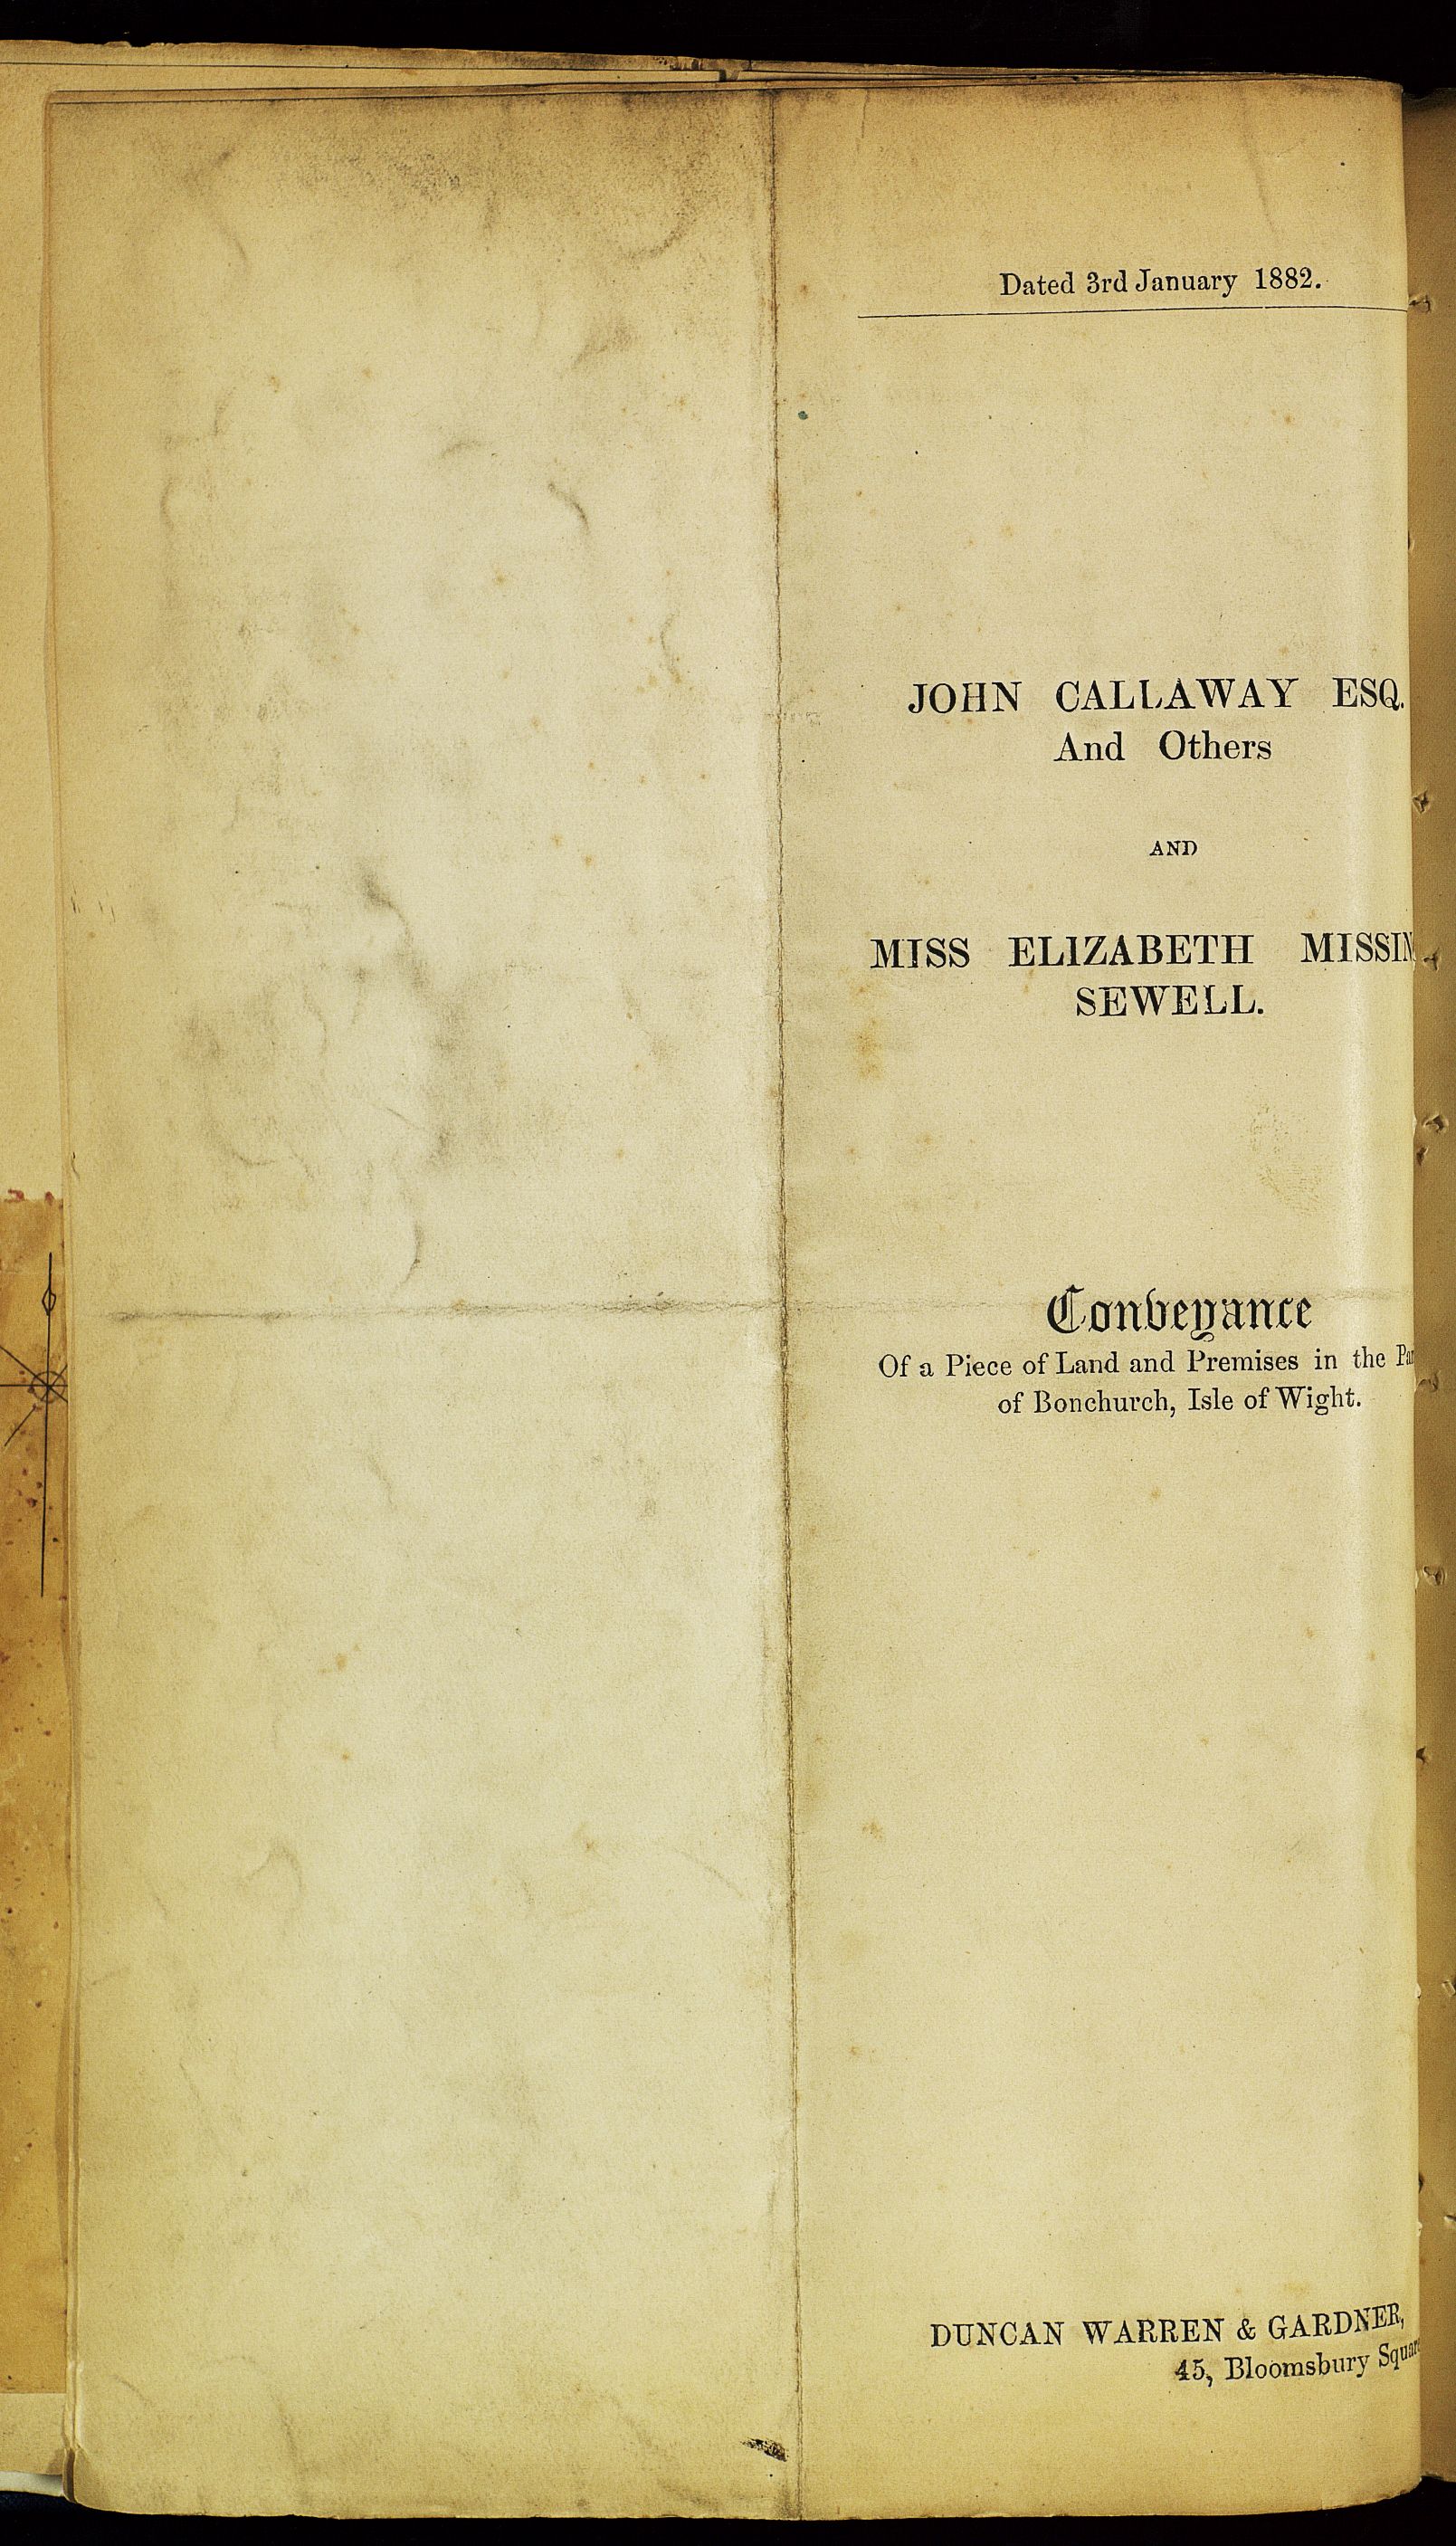 Dated 3rd January 1882.
JOHN CALLAWAY ESQ.
And Others
AND
MISS ELIZABETH MISSIN
SEWELL.
Conveyance
Of a Piece of Land and Premises in the Par
of Bonchurch, Isle of Wight.
DUNCAN WARREN & GARDNER,
45, Bloomsbury Square